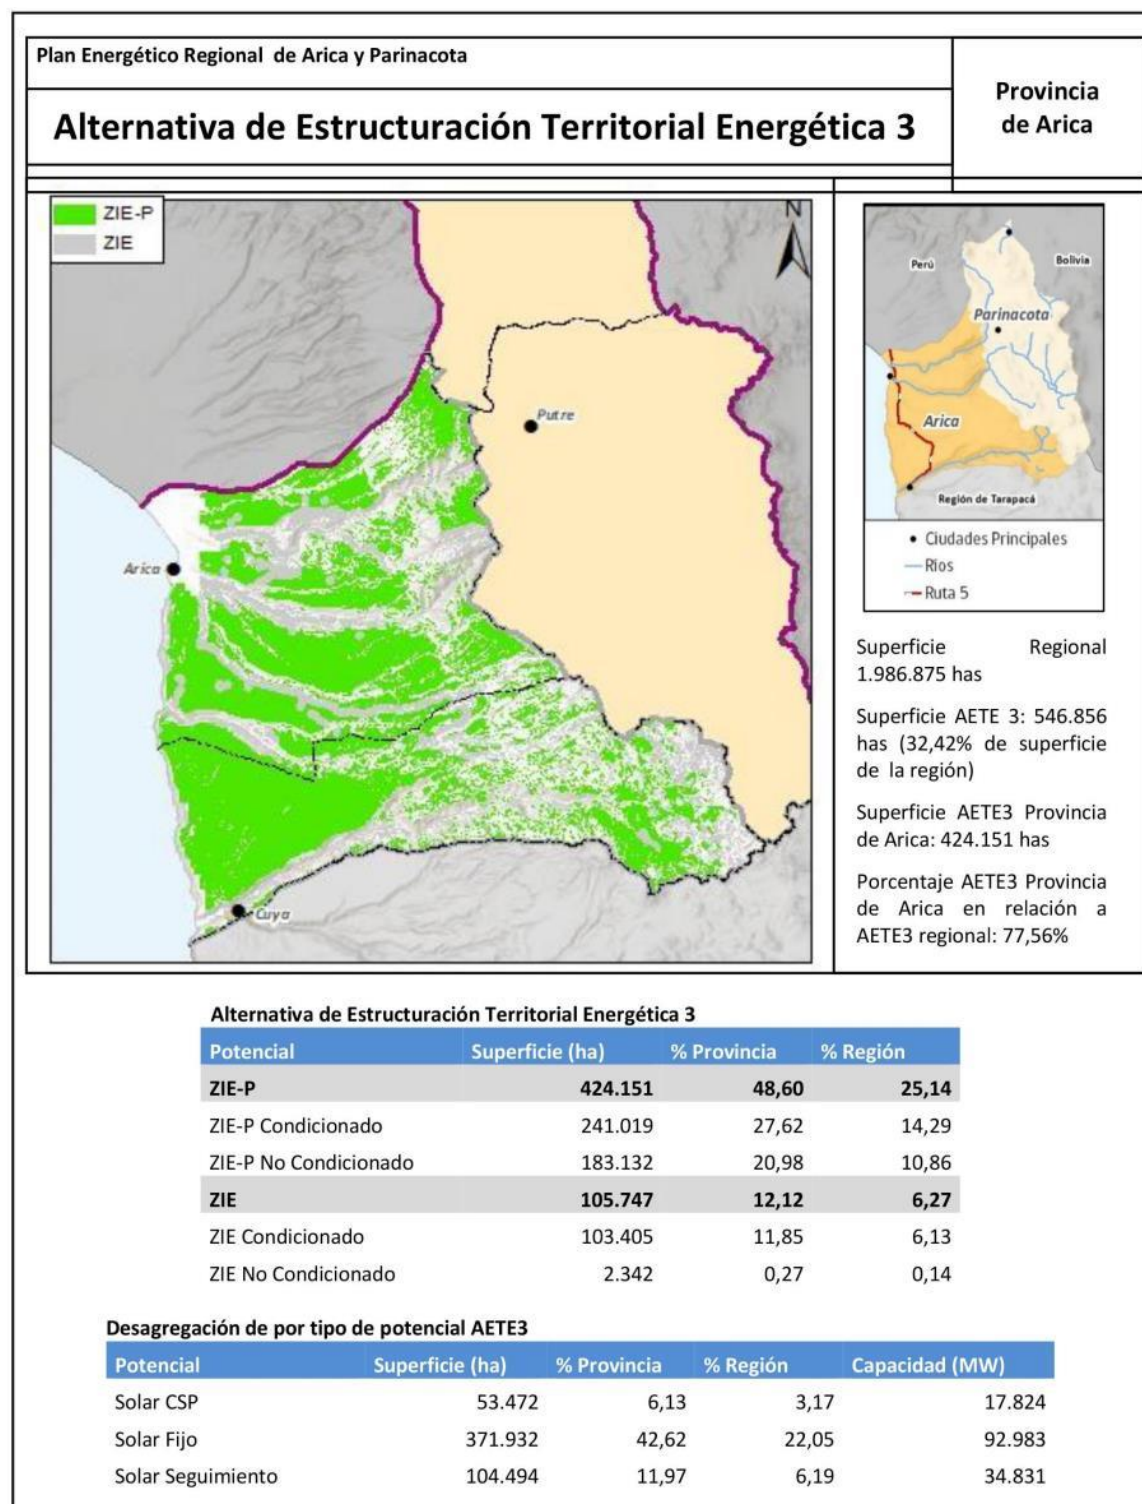 Plan Energético Regional de Arica y Parinacota
Alternativa de Estructuración Territorial Energética 3
Provincia
de Arica
ZIE-P
ZIE
N
Putre
Arica
Cuya
Perú
Bolivia
Parinacota
Arica
Región de Tarapacá
Ciudades Principales
Rios
Ruta 5
Superficie Regional
1.986.875 has
Superficie AETE 3: 546.856
has (32,42% de superficie
de la región)
Superficie AETE3 Provincia
de Arica: 424.151 has
Porcentaje AETE3 Provincia
de Arica en relación a
AETE3 regional: 77,56%
Alternativa de Estructuración Territorial Energética 3
Potencial Superficie (ha) % Provincia % Región
ZIE-P 424.151 48,60 25,14
ZIE-P Condicionado 241.019 27,62 14,29
ZIE-P No Condicionado 183.132 20,98 10,86
ZIE 105.747 12,12 6,27
ZIE Condicionado 103.405 11,85 6,13
ZIE No Condicionado 2.342 0,27 0,14
Desagregación de por tipo de potencial AETE3
Potencial Superficie (ha) % Provincia % Región Capacidad (MW)
Solar CSP 53.472 6,13 3,17 17.824
Solar Fijo 371.932 42,62 22,05 92.983
Solar Seguimiento 104.494 11,97 6,19 34.831